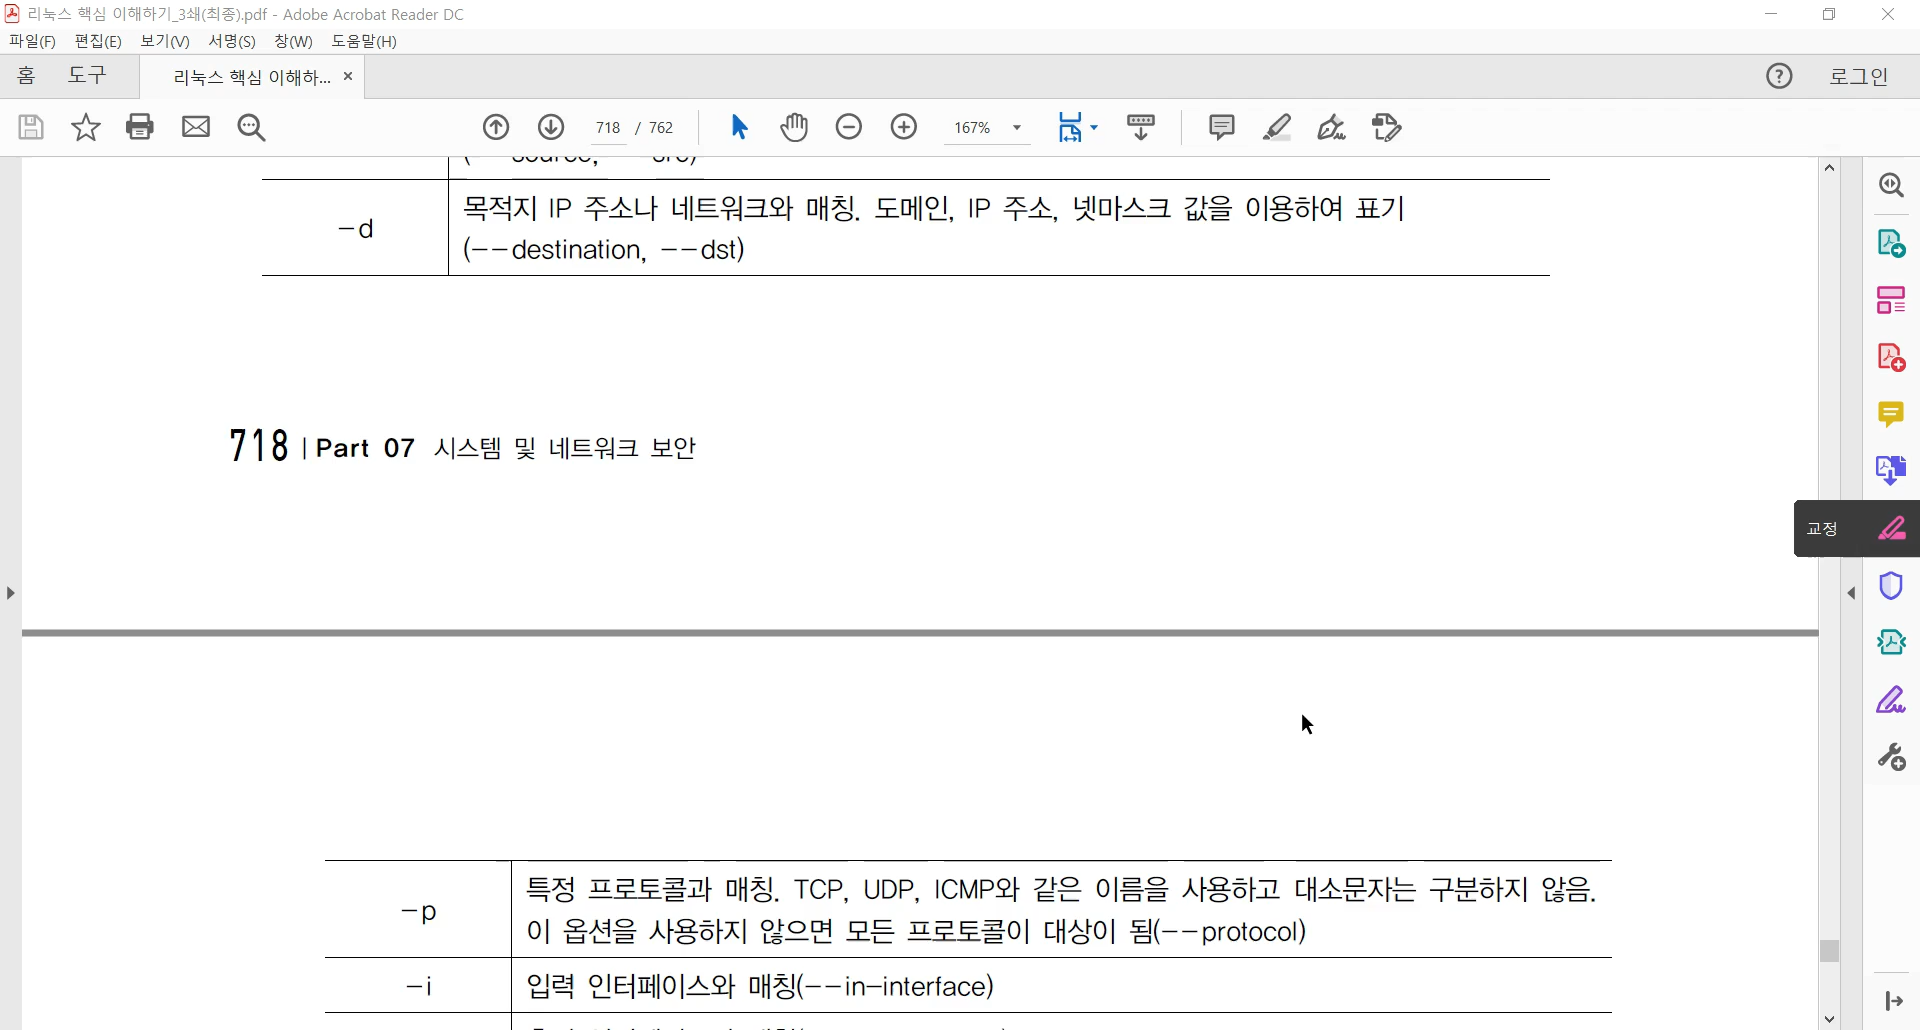 리눅스 핵심 이해하기_3쇄(최종).pdf - Adobe Acrobat Reader DC
파일(F) 편집(E) 보기(V) 서명(S) 창(W) 도움말(H)
홈 도구 리눅스 핵심 이해하... × 로그인
718 / 762 167%
-d
목적지 IP 주소나 네트워크와 매칭. 도메인, IP 주소, 넷마스크 값을 이용하여 표기
(--destination, --dst)
718 | Part 07 시스템 및 네트워크 보안
교정
-p
특정 프로토콜과 매칭. TCP, UDP, ICMP와 같은 이름을 사용하고 대소문자는 구분하지 않음.
이 옵션을 사용하지 않으면 모든 프로토콜이 대상이 됨(--protocol)
-i 입력 인터페이스와 매칭(--in-interface)